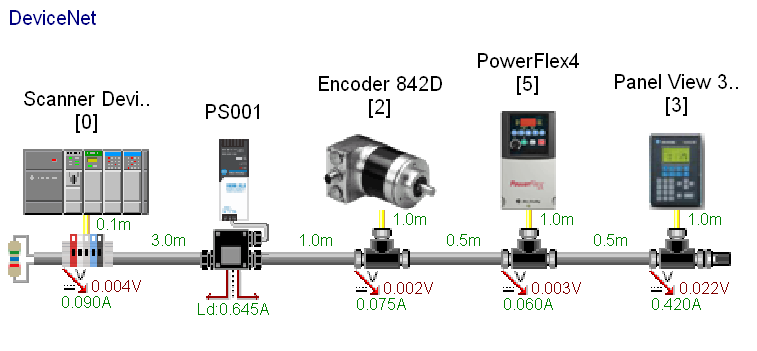 DeviceNet
Scanner Devi..
[0]
PS001
Encoder 842D
[2]
PowerFlex4
[5]
Panel View 3..
[3]
0.1m
3.0m
1.0m
1.0m
0.5m
1.0m
0.5m
1.0m
PowerFlex
V
0.004V
0.090A
Ld:0.645A
V
0.002V
0.075A
V
0.003V
0.060A
V
0.022V
0.420A